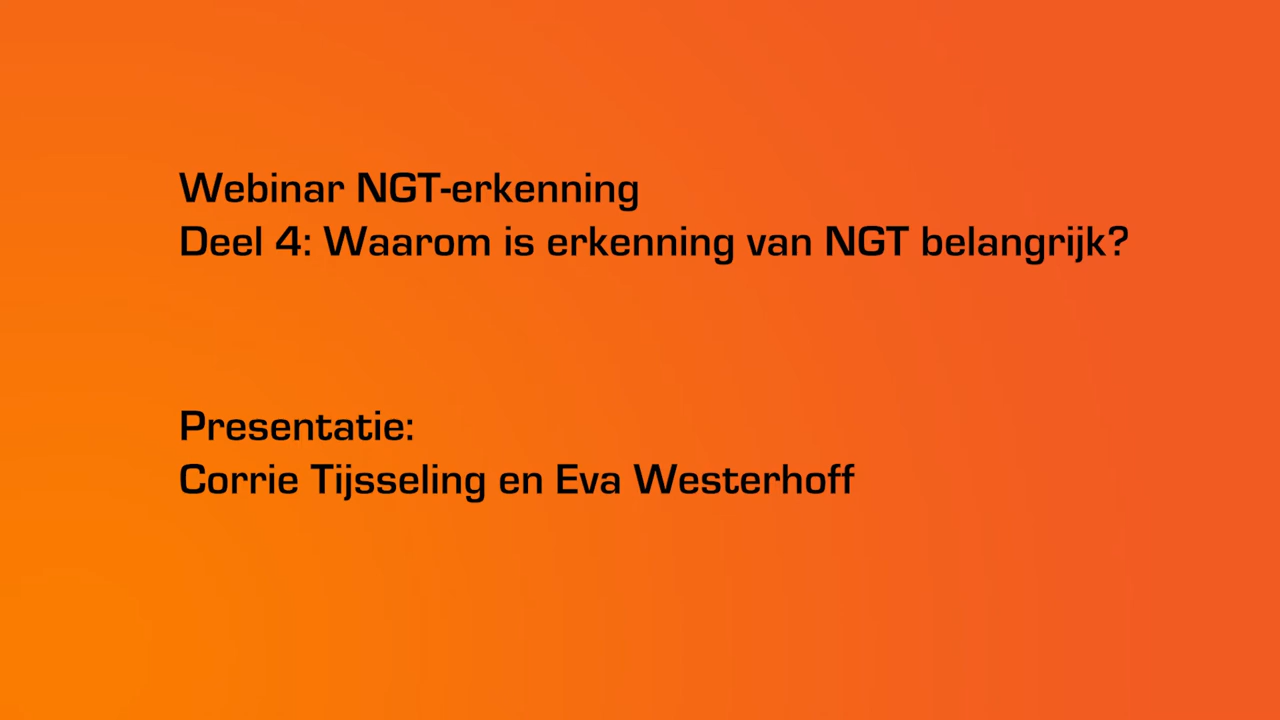 Webinar NGT-erkenning
Deel 4: Waarom is erkenning van NGT belangrijk?
Presentatie:
Corrie Tijsseling en Eva Westerhoff